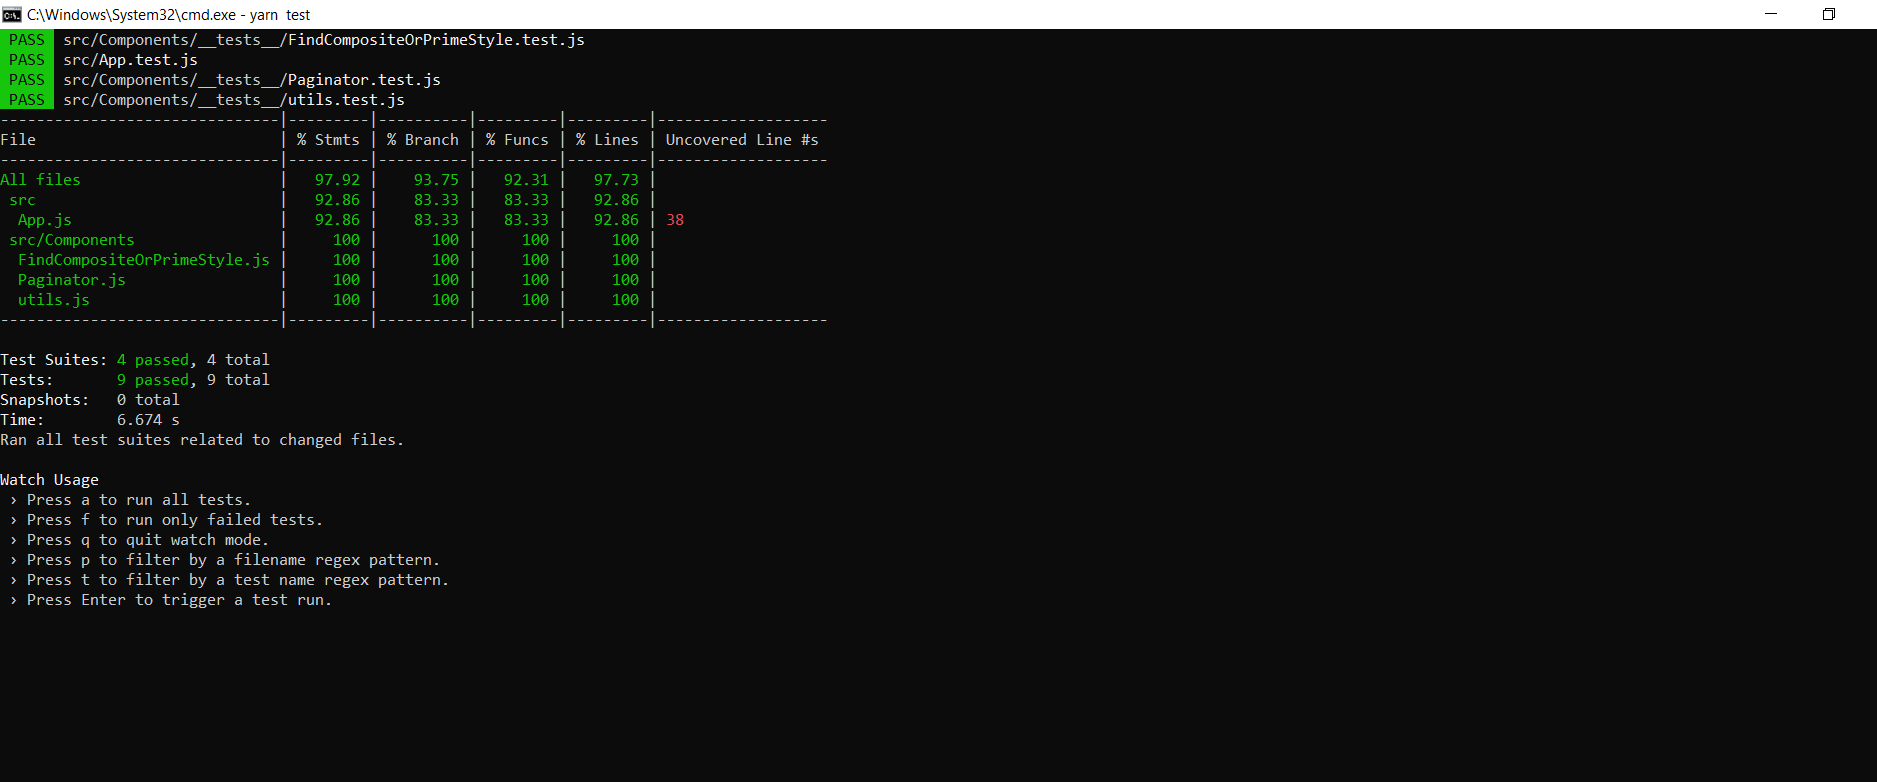 C:\Windows\System32\cmd.exe - yarn  test
PASS src/Components/__tests__/FindCompositeOrPrimeStyle.test.js
PASS src/App.test.js
PASS src/Components/__tests__/Paginator.test.js
PASS src/Components/__tests__/utils.test.js
-------------------------------|---------|----------|---------|---------|-------------------
File                           | % Stmts | % Branch | % Funcs | % Lines | Uncovered Line #s
-------------------------------|---------|----------|---------|---------|-------------------
All files                      |   97.92 |    93.75 |   92.31 |   97.73 |
 src                           |   92.86 |    83.33 |   83.33 |   92.86 |
  App.js                       |   92.86 |    83.33 |   83.33 |   92.86 | 38
 src/Components                |     100 |      100 |     100 |     100 |
  FindCompositeOrPrimeStyle.js |     100 |      100 |     100 |     100 |
  Paginator.js                 |     100 |      100 |     100 |     100 |
  utils.js                     |     100 |      100 |     100 |     100 |
-------------------------------|---------|----------|---------|---------|-------------------
Test Suites: 4 passed, 4 total
Tests:       9 passed, 9 total
Snapshots:   0 total
Time:        6.674 s
Ran all test suites related to changed files.
Watch Usage
 › Press a to run all tests.
 › Press f to run only failed tests.
 › Press q to quit watch mode.
 › Press p to filter by a filename regex pattern.
 › Press t to filter by a test name regex pattern.
 › Press Enter to trigger a test run.